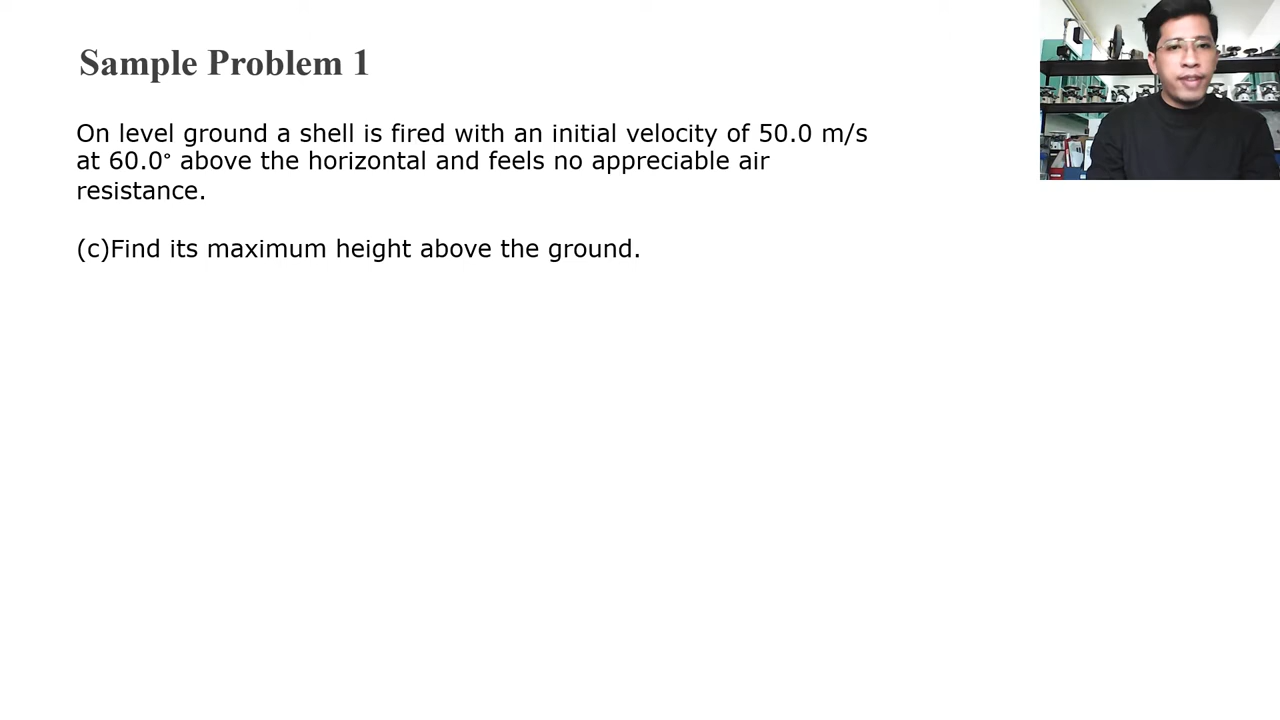 Sample Problem 1
On level ground a shell is fired with an initial velocity of 50.0 m/s
at 60.0° above the horizontal and feels no appreciable air
resistance.
(c)Find its maximum height above the ground.